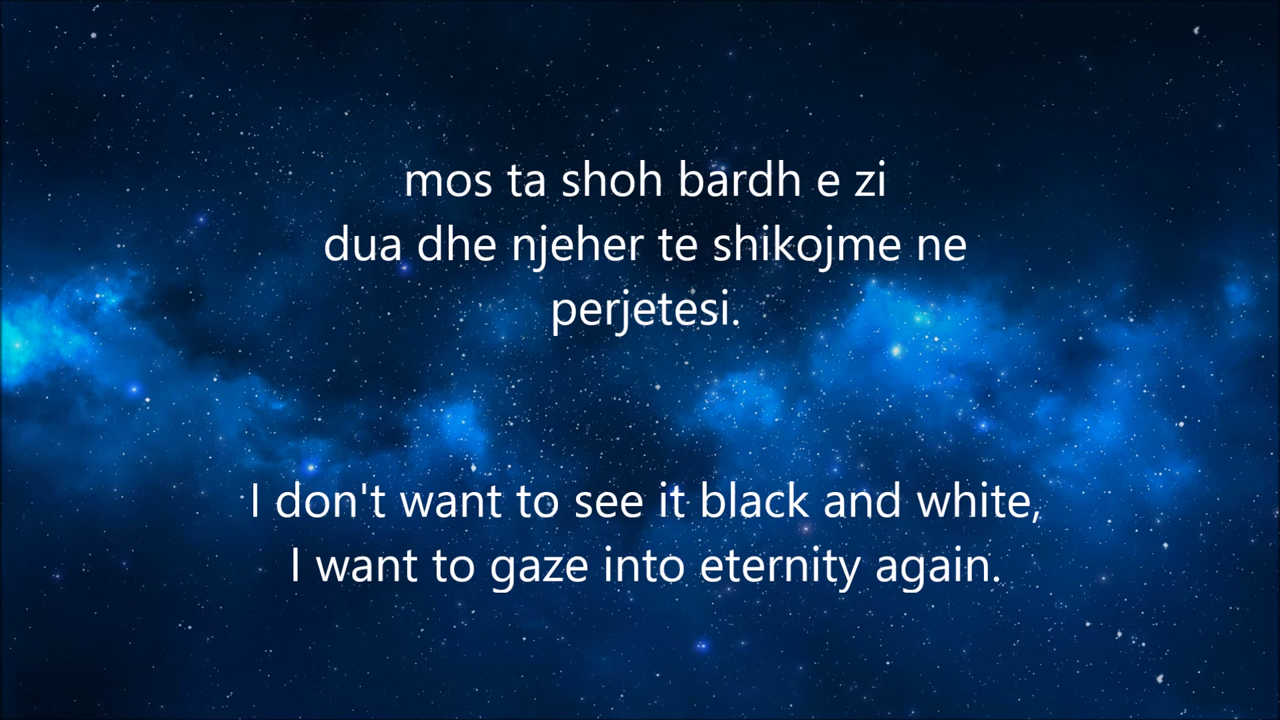 mos ta shoh bardh e zi
dua dhe njeher te shikojme ne
perjetesi.
I don't want to see it black and white,
I want to gaze into eternity again.